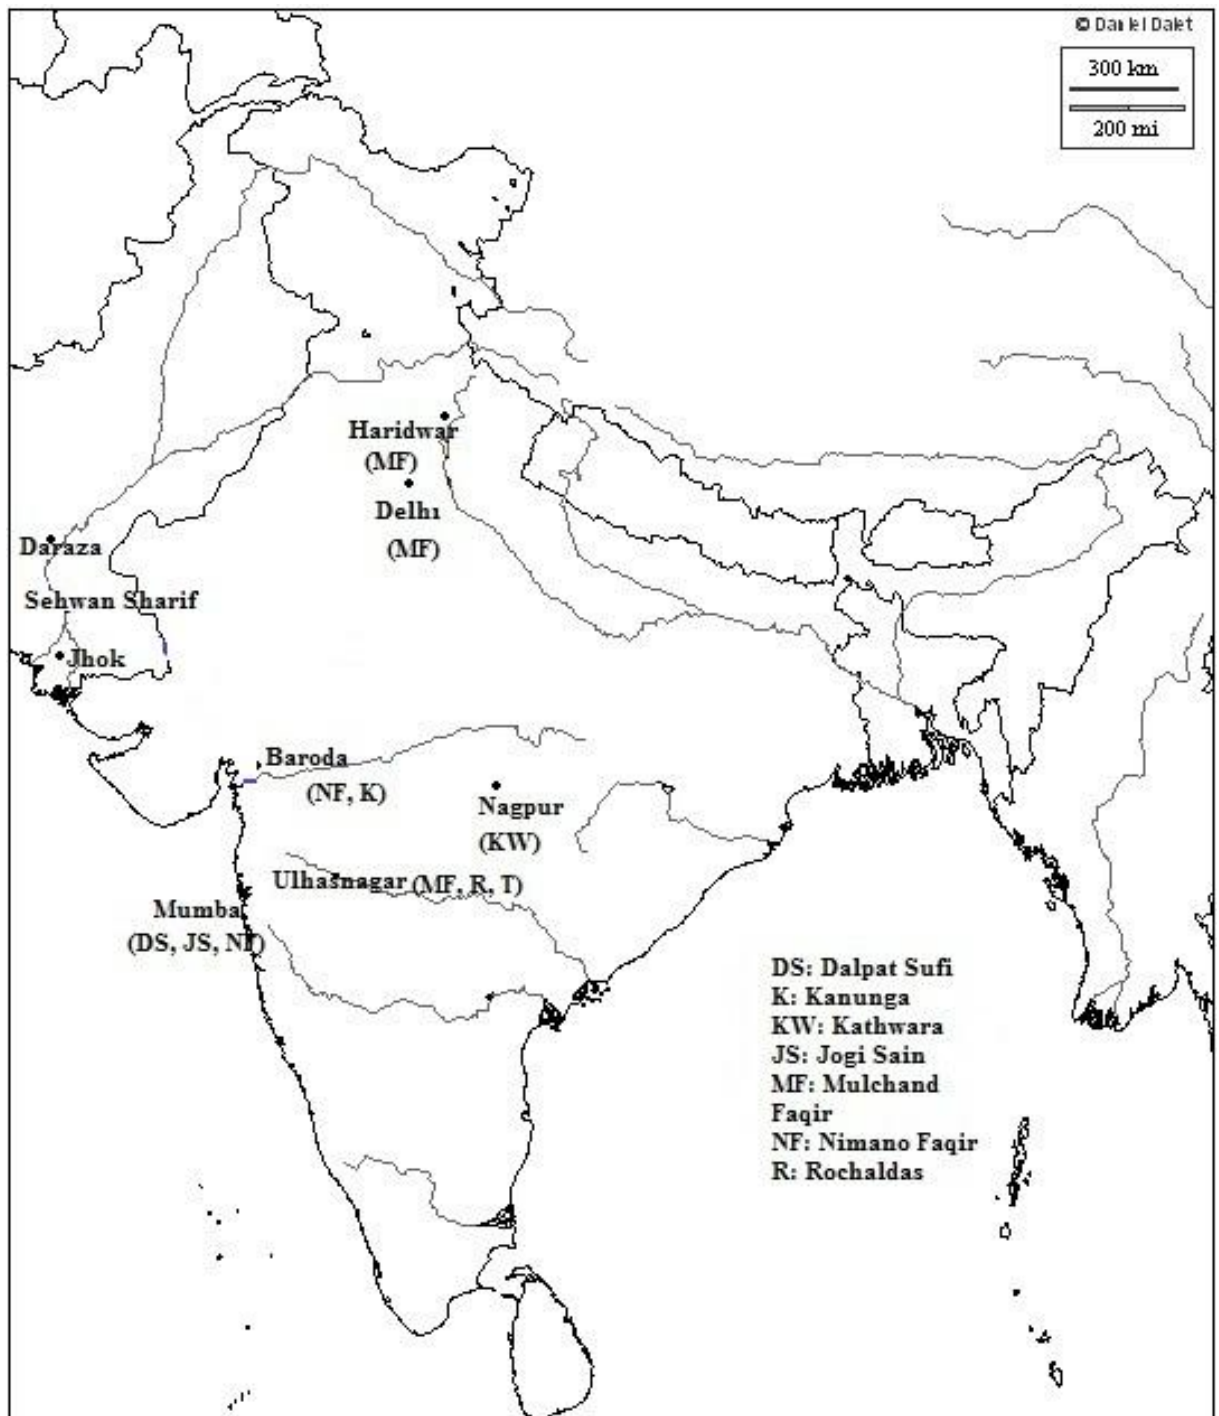 © Daniel Dalet
300 km
200 mi
Haridwar
(MF)
Delhi
(MF)
Daraza
Sehwan Sharif
Jhok
Baroda
(NF, K)
Nagpur
(KW)
Ulhasnagar (MF, R, T)
Mumba
(DS, JS, NF)
DS: Dalpat Sufi
K: Kanunga
KW: Kathwara
JS: Jogi Sain
MF: Mulchand
Faqir
NF: Nimano Faqir
R: Rochaldas